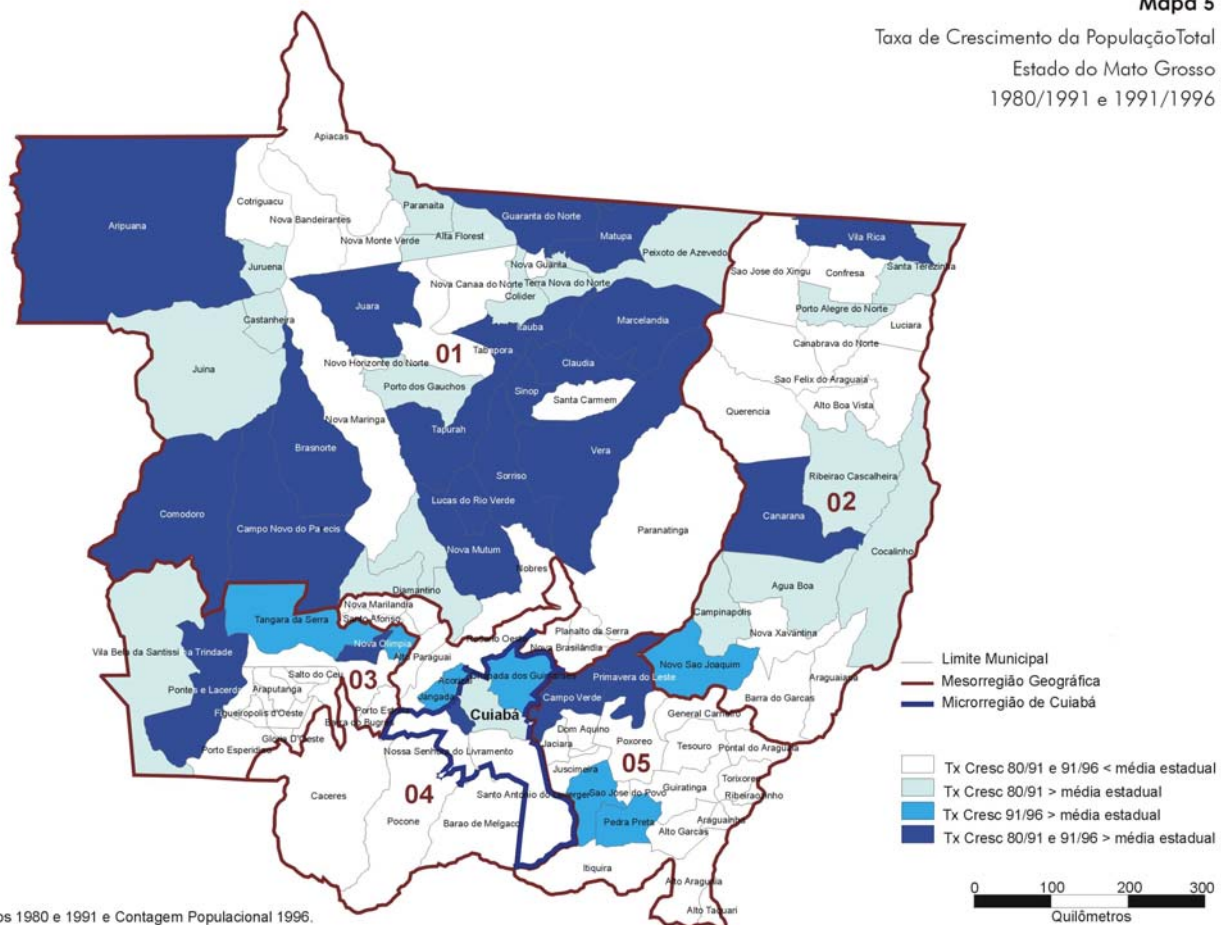 Mapa 5
Taxa de Crescimento da PopulaçãoTotal
Estado do Mato Grosso
1980/1991 e 1991/1996
Apiacas
Aripuana
Cotriguacu
Nova Bandeirantes
Nova Monte Verde
Paranaita
Alta Florest
Guaranta do Norte
Matupa
Peixoto de Azevedo
Vila Rica
Santa Terezinha
Sao Jose do Xingu
Confresa
Porto Alegre do Norte
Luciara
Canabrava do Norte
Juruena
Castanheira
Juina
Juara
Nova Guarita
Nova Canaa do Norte
Terra Nova do Norte
Colider
Itauba
Marcelandia
01
Tabapora
Novo Horizonte do Norte
Porto dos Gauchos
Claudia
Sinop
Santa Carmem
Sao Felix do Araguaia
Alto Boa Vista
Querencia
Nova Maringa
Tapurah
Brasnorte
Vera
Sorriso
Lucas do Rio Verde
Ribeirao Cascalheira
02
Comodoro
Campo Novo do Pa ecis
Paranatinga
Canarana
Cocalinho
Nova Mutum
Nobres
Diamantino
Agua Boa
Campinapolis
Nova Xavantina
Nova Marilandia
Santo Afonso
Tangara da Serra
Nova Olimpia
Alto Paraguai
Planalto da Serra
Nova Brasilândia
Vila Bela da Santissi na Trindade
Novo Sao Joaquim
Araguaiana
Barra do Garcas
Salto do Ceu
03
Pontes e Lacerda
Araputanga
Acorizal
Jangada
Primavera do Leste
Campo Verde
Figueiropolis d'Oeste
Cuiabá
General Carneiro
Gloria D'Oeste
Barra do Bugres
Porto Esperidiao
Dom Aquino
Jaciara
Poxoreo
Tesouro
Pontal do Araguaia
Nossa Senhora do Livramento
05
Juscimeira
Torixoreu
Guiratinga
Ribeiraozinho
Caceres
04
Sao Jose do Povo
Pocone
Barao de Melgaco
Pedra Preta
Araguainha
Alto Garcas
Itiquira
Alto Araguaia
Alto Taquari
Limite Municipal
Mesorregião Geográfica
Microrregião de Cuiabá
Tx Cresc 80/91 e 91/96 < média estadual
Tx Cresc 80/91 > média estadual
Tx Cresc 91/96 > média estadual
Tx Cresc 80/91 e 91/96 > média estadual
0 100 200 300
Quilômetros
os 1980 e 1991 e Contagem Populacional 1996.